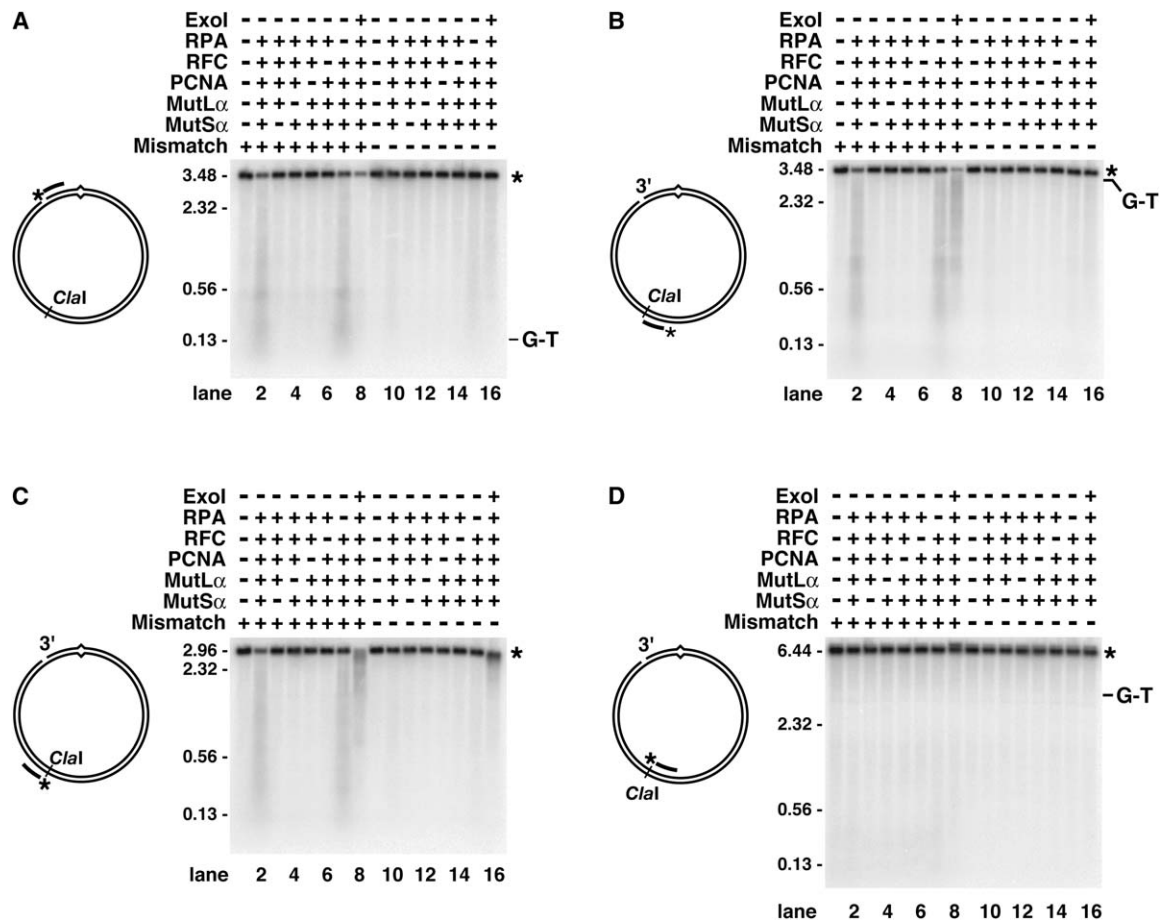 A
ExoI - - - - - - - + - - - - - - - +
RPA - + + + + + - + - + + + + + - +
RFC - + + + + - + + - + + + + - + +
PCNA - + + + - + + + - + + + - + + +
MutLα - + + - + + + + - + + - + + + +
MutSα - + - + + + + + - + - + + + + +
Mismatch + + + + + + + + - - - - - - - -
3.48 -
*
2.32 -
*
0.56 -
ClaI
0.13 -
G-T
lane 2 4 6 8 10 12 14 16
B
ExoI - - - - - - - + - - - - - - - +
RPA - + + + + + - + - + + + + + - +
RFC - + + + + - + + - + + + + - + +
PCNA - + + + - + + + - + + + - + + +
MutLα - + + - + + + + - + + - + + + +
MutSα - + - + + + + + - + - + + + + +
Mismatch + + + + + + + + - - - - - - - -
3.48 -
*
G-T
3'
2.32 -
0.56 -
ClaI
*
0.13 -
lane 2 4 6 8 10 12 14 16
C
ExoI - - - - - - - + - - - - - - - +
RPA - + + + + + - + - + + + + + - +
RFC - + + + + - + + - + + + + - + +
PCNA - + + + - + + + - + + + - + + +
MutLα - + + - + + + + - + + - + + + +
MutSα - + - + + + + + - + - + + + + +
Mismatch + + + + + + + + - - - - - - - -
3'
2.96 -
*
2.32 -
0.56 -
ClaI
*
0.13 -
lane 2 4 6 8 10 12 14 16
D
ExoI - - - - - - - + - - - - - - - +
RPA - + + + + + - + - + + + + + - +
RFC - + + + + - + + - + + + + - + +
PCNA - + + + - + + + - + + + - + + +
MutLα - + + - + + + + - + + - + + + +
MutSα - + - + + + + + - + - + + + + +
Mismatch + + + + + + + + - - - - - - - -
3'
6.44 -
*
G-T
2.32 -
*
ClaI
0.56 -
0.13 -
lane 2 4 6 8 10 12 14 16